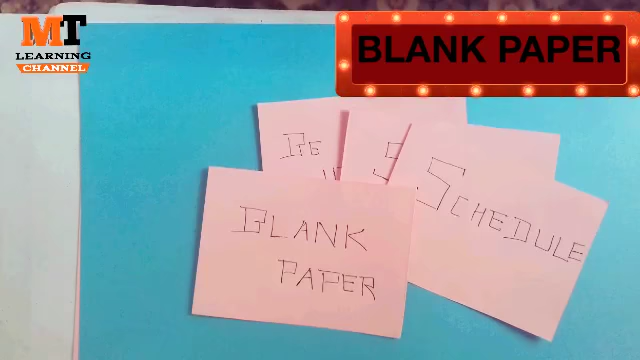 MT
LEARNING
CHANNEL
BLANK PAPER
SCHEDULE
BLANK
PAPER